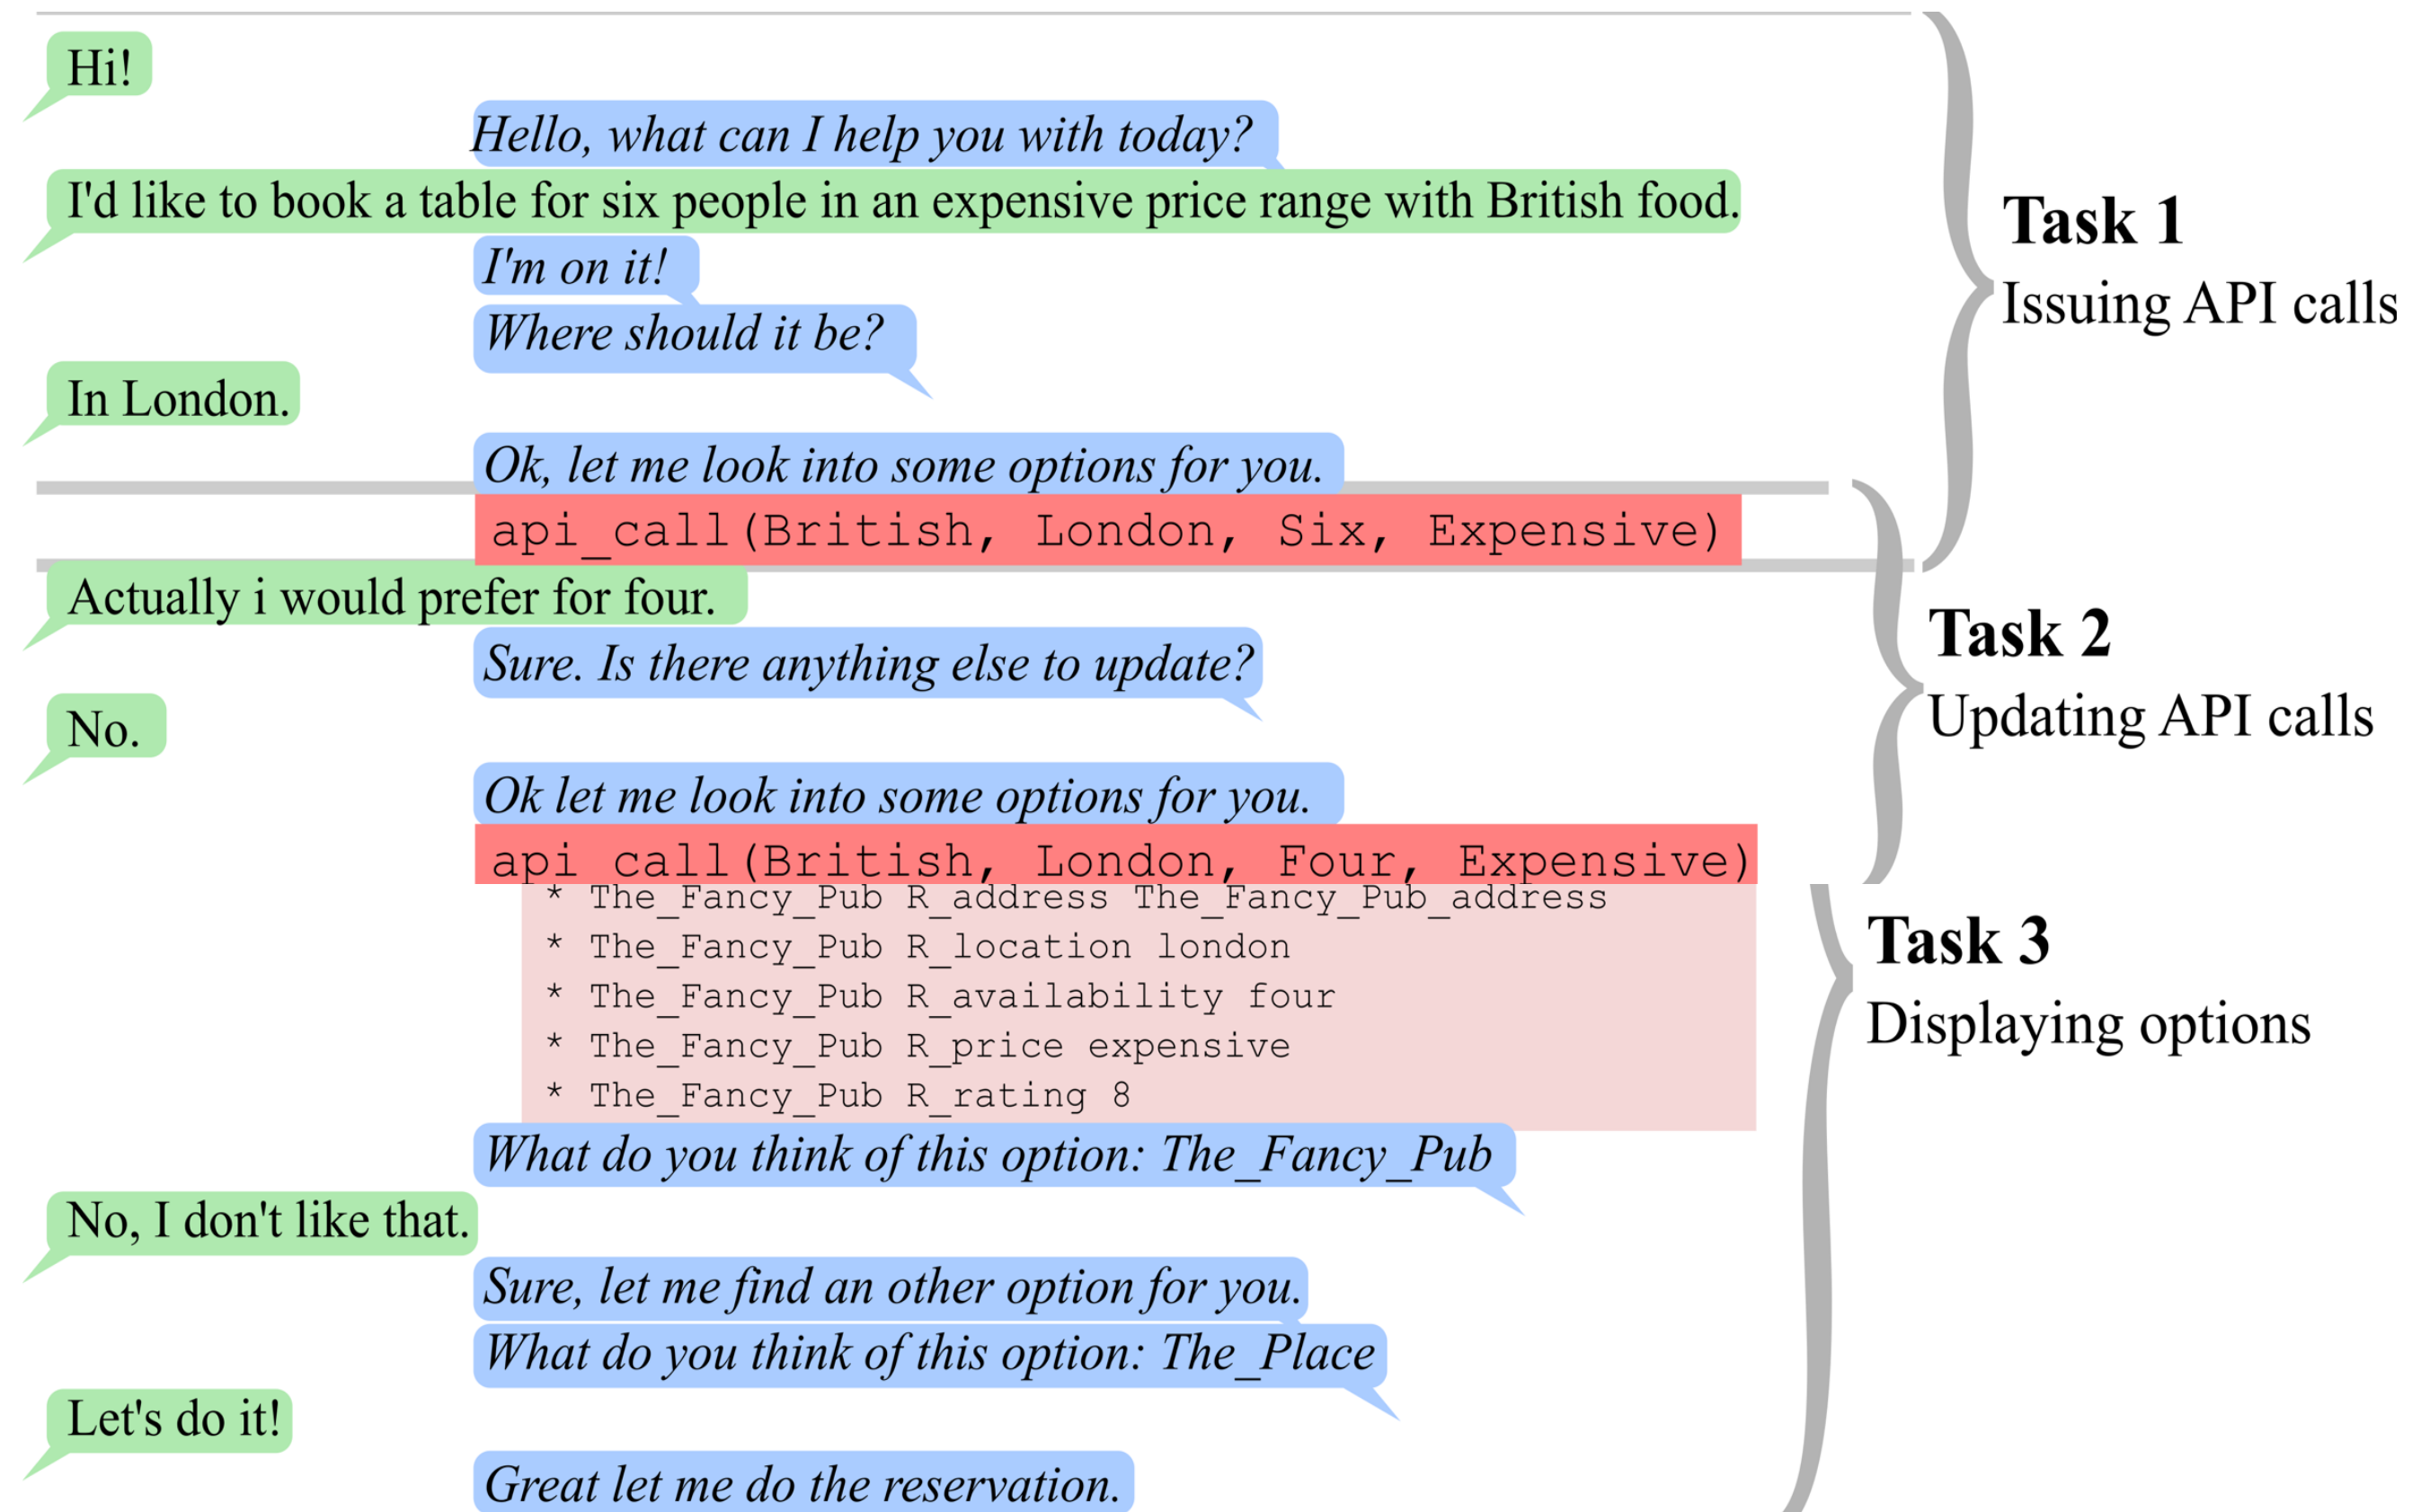 Hi!
Hello, what can I help you with today?
I'd like to book a table for six people in an expensive price range with British food.
I'm on it!
Where should it be?
In London.
Ok, let me look into some options for you.
api_call(British, London, Six, Expensive)
Task 1
Issuing API calls
Actually i would prefer for four.
Sure. Is there anything else to update?
No.
Ok let me look into some options for you.
api call(British, London, Four, Expensive)
Task 2
Updating API calls
* The_Fancy_Pub R_address The_Fancy_Pub_address
* The_Fancy_Pub R_location london
* The_Fancy_Pub R_availability four
* The_Fancy_Pub R_price expensive
* The_Fancy_Pub R_rating 8
What do you think of this option: The_Fancy_Pub
No, I don't like that.
Sure, let me find an other option for you.
What do you think of this option: The_Place
Let's do it!
Great let me do the reservation.
Task 3
Displaying options